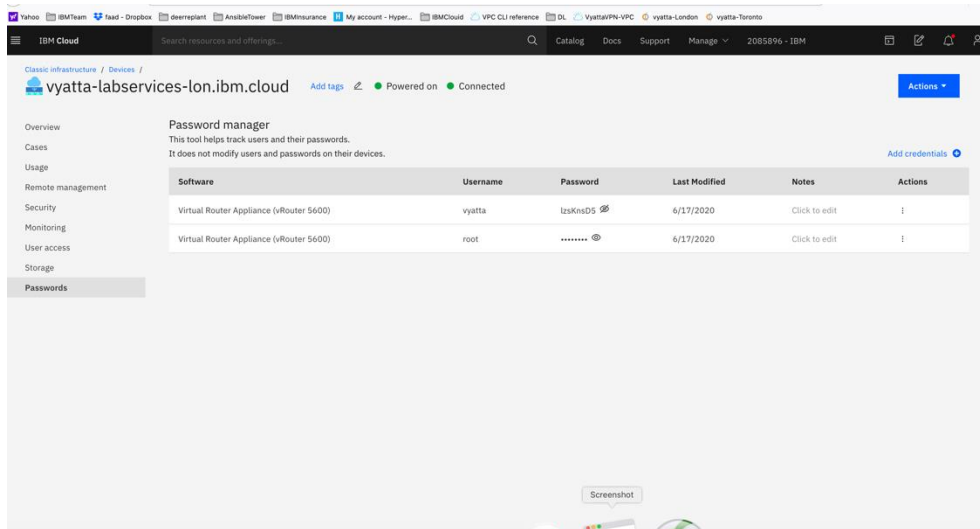 Yahoo IBMTeam faad - Dropbox deerreplant AnsibleTower IBMinsurance My account - Hyper... IBMClouid VPC CLI reference DL VyattaVPN-VPC vyatta-London vyatta-Toronto
IBM Cloud Search resources and offerings... Catalog Docs Support Manage 2085896 - IBM
Classic infrastructure / Devices /
vyatta-labservices-lon.ibm.cloud Add tags Powered on Connected Actions
Overview
Cases
Usage
Remote management
Security
Monitoring
User access
Storage
Passwords
Password manager
This tool helps track users and their passwords.
It does not modify users and passwords on their devices.
Add credentials
Software Username Password Last Modified Notes Actions
Virtual Router Appliance (vRouter 5600) vyatta lzsKnsD5 6/17/2020 Click to edit
Virtual Router Appliance (vRouter 5600) root •••••••• 6/17/2020 Click to edit
Screenshot